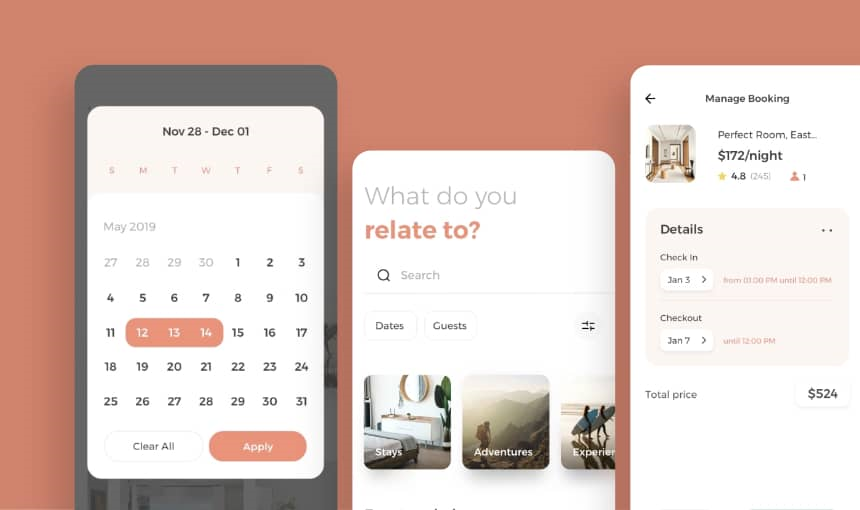 Nov 28 - Dec 01
S M T W T F S
May 2019
27 28 29 30 1 2 3
4 5 6 7 8 9 10
11 12 13 14 15 16 17
18 19 20 21 22 23 24
25 26 27 28 29 30 31
Clear All Apply
What do you
relate to?
Search
Dates Guests
Stays Adventures Experien
Manage Booking
Perfect Room, East...
$172/night
4.8 (245) 1
Details
Check In
Jan 3 from 01:00 PM until 12:00 PM
Checkout
Jan 7 until 12:00 PM
Total price $524